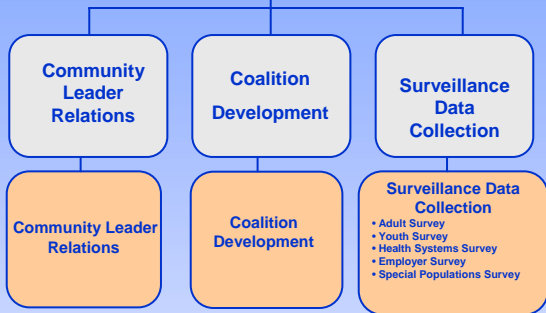 Community
Leader
Relations
Coalition
Development
Surveillance
Data
Collection
Community Leader
Relations
Coalition
Development
Surveillance Data
Collection
• Adult Survey
• Youth Survey
• Health Systems Survey
• Employer Survey
• Special Populations Survey